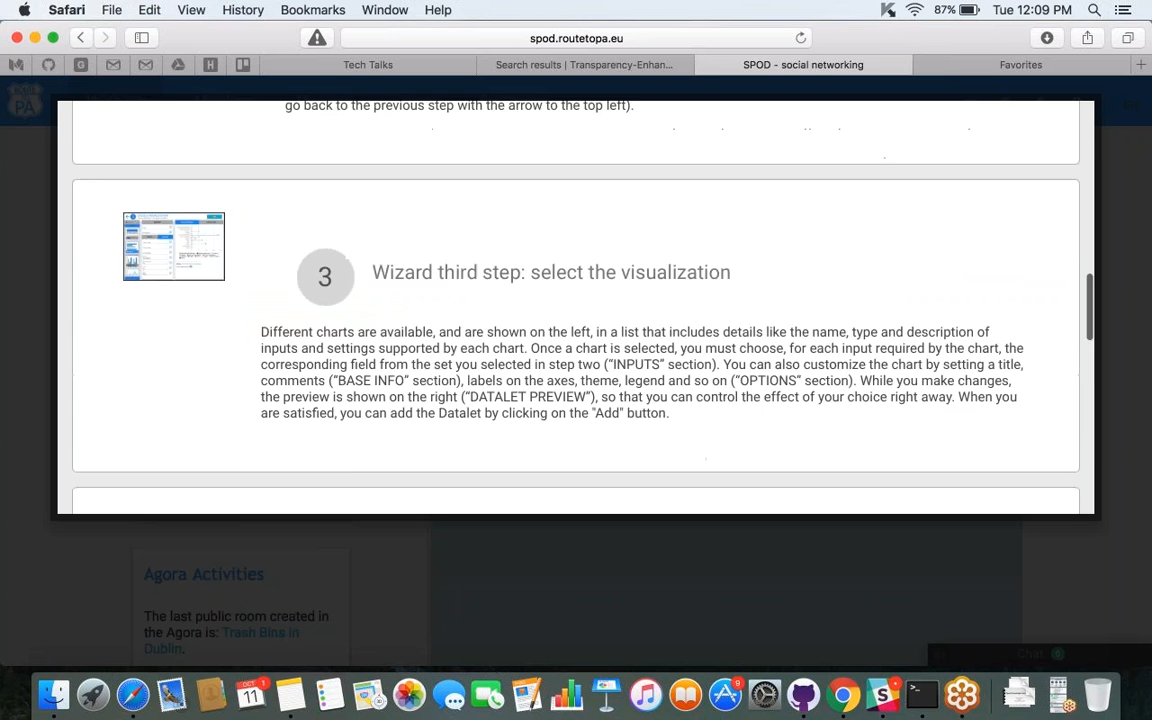 Safari File Edit View History Bookmarks Window Help 87% Tue 12:09 PM
spod.routetopa.eu
Tech Talks Search results | Transparency-Enhan... SPOD - social networking Favorites
PA
go back to the previous step with the arrow to the top left).
3 Wizard third step: select the visualization
Different charts are available, and are shown on the left, in a list that includes details like the name, type and description of
inputs and settings supported by each chart. Once a chart is selected, you must choose, for each input required by the chart, the
corresponding field from the set you selected in step two (“INPUTS” section). You can also customize the chart by setting a title,
comments (“BASE INFO” section), labels on the axes, theme, legend and so on (“OPTIONS” section). While you make changes,
the preview is shown on the right (“DATALET PREVIEW”), so that you can control the effect of your choice right away. When you
are satisfied, you can add the Datalet by clicking on the "Add" button.
Agora Activities
The last public room created in
the Agora is: Trash Bins in
Dublin.
Chat
OCT 1
11
9